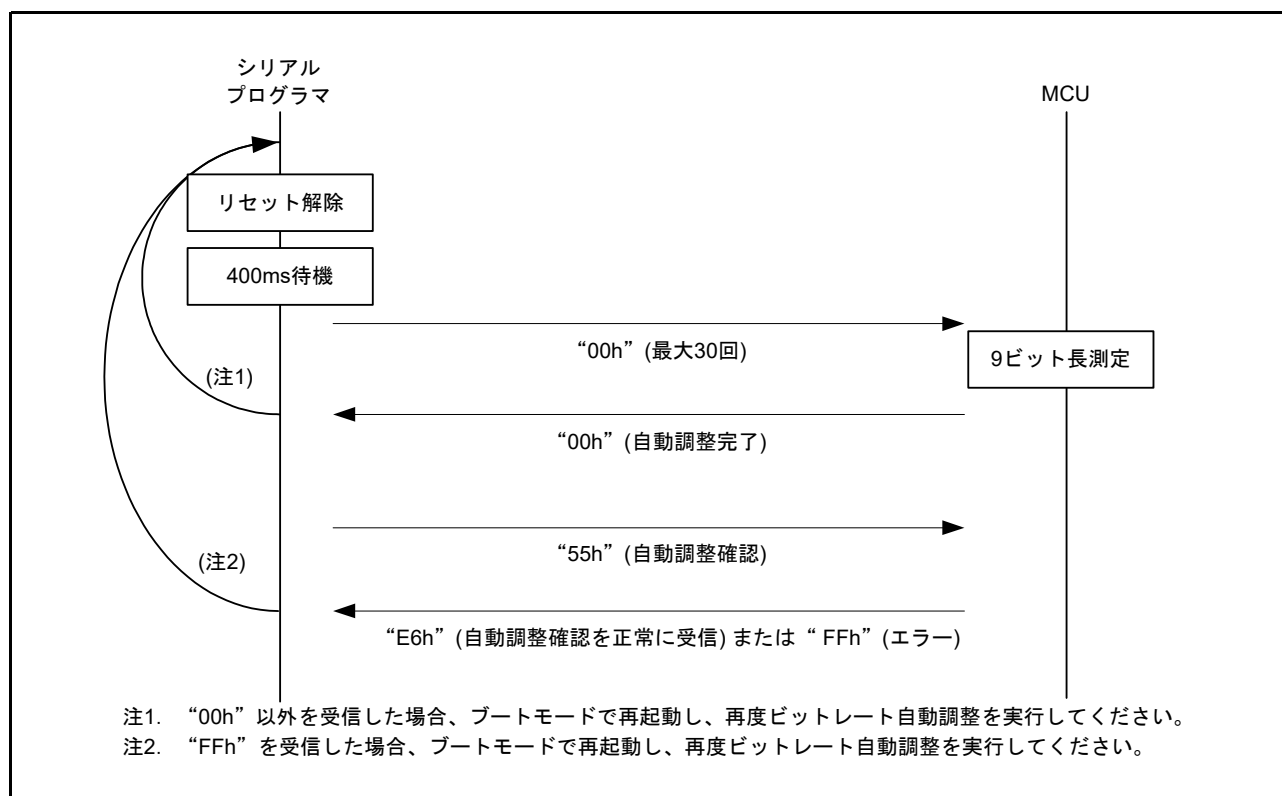 シリアル
プログラマ
MCU
リセット解除
400ms待機
“00h” (最大30回)
9ビット長測定
(注1)
“00h” (自動調整完了)
“55h” (自動調整確認)
(注2)
“E6h” (自動調整確認を正常に受信) または “ FFh” (エラー)
注1. “00h” 以外を受信した場合、ブートモードで再起動し、再度ビットレート自動調整を実行してください。
注2. “FFh” を受信した場合、ブートモードで再起動し、再度ビットレート自動調整を実行してください。